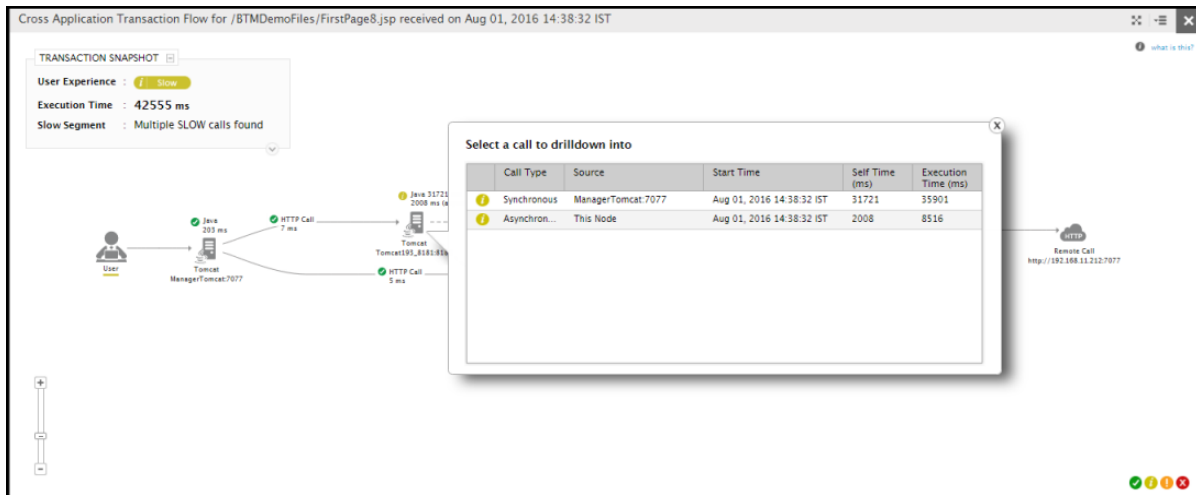 Cross Application Transaction Flow for /BTMDemoFiles/FirstPage8.jsp received on Aug 01, 2016 14:38:32 IST
what is this?
TRANSACTION SNAPSHOT
User Experience : Slow
Execution Time : 42555 ms
Slow Segment : Multiple SLOW calls found
Select a call to drilldown into
Call Type Source Start Time Self Time (ms) Execution Time (ms)
Synchronous ManagerTomcat:7077 Aug 01, 2016 14:38:32 IST 31721 35901
Asynchron... This Node Aug 01, 2016 14:38:32 IST 2008 8516
User
Java
203 ms
Tomcat
ManagerTomcat:7077
HTTP Call
7 ms
HTTP Call
5 ms
Java 31721
2008 ms (a
Tomcat
HTTP
Remote Call
http://192.168.11.212:7077